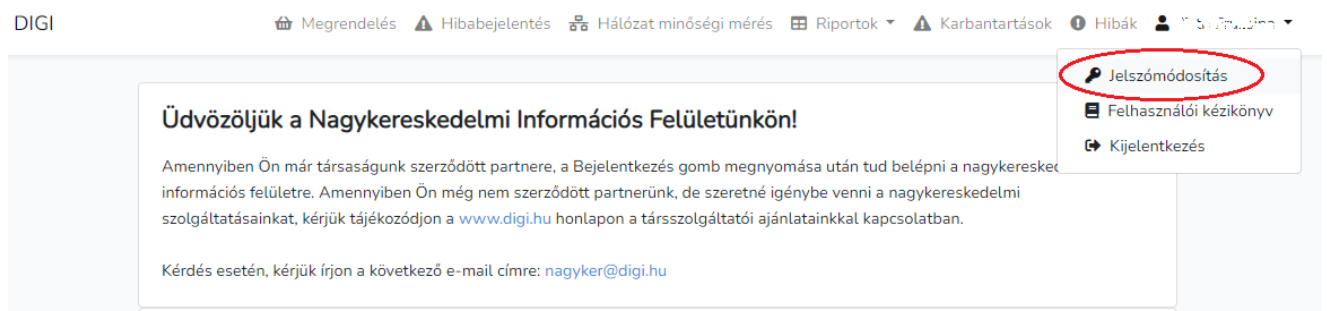 DIGI Megrendelés Hibabejelentés Hálózat minőségi mérés Riportok Karbantartások Hibák
Jelszómódosítás
Felhasználói kézikönyv
Kijelentkezés
Üdvözöljük a Nagykereskedelmi Információs Felületünkön!
Amennyiben Ön már társaságunk szerződött partnere, a Bejelentkezés gomb megnyomása után tud belépni a
információs felületre. Amennyiben Ön még nem szerződött partnerünk, de szeretné igénybe venni a nagykereskedelmi
szolgáltatásainkat, kérjük tájékozódjon a www.digi.hu honlapon a társszolgáltatói ajánlatainkkal kapcsolatban.
Kérdés esetén, kérjük írjon a következő e-mail címre: nagyker@digi.hu